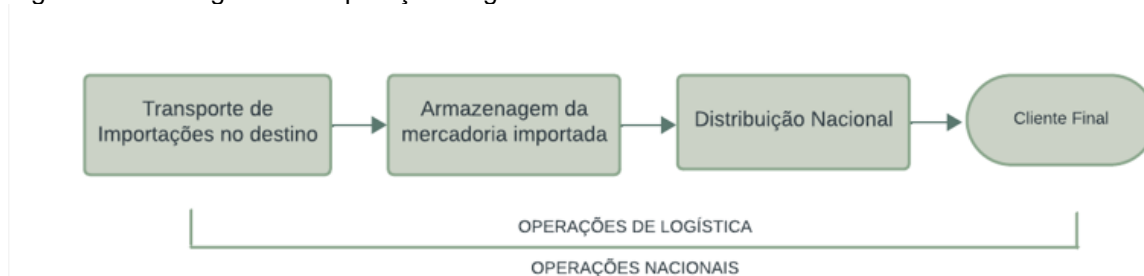 Transporte de
Importações no destino
Armazenagem da
mercadoria importada
Distribuição Nacional
Cliente Final
OPERAÇÕES DE LOGÍSTICA
OPERAÇÕES NACIONAIS